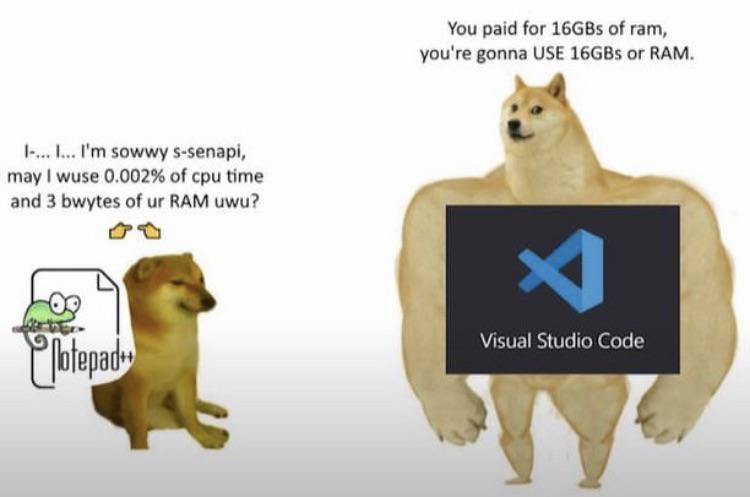 I-... I... I'm sowwy s-senapi,
may I wuse 0.002% of cpu time
and 3 bwytes of ur RAM uwu?
Notepad++
You paid for 16GBs of ram,
you're gonna USE 16GBs or RAM.
Visual Studio Code